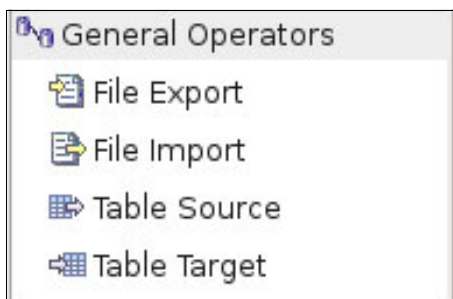 General Operators
File Export
File Import
Table Source
Table Target